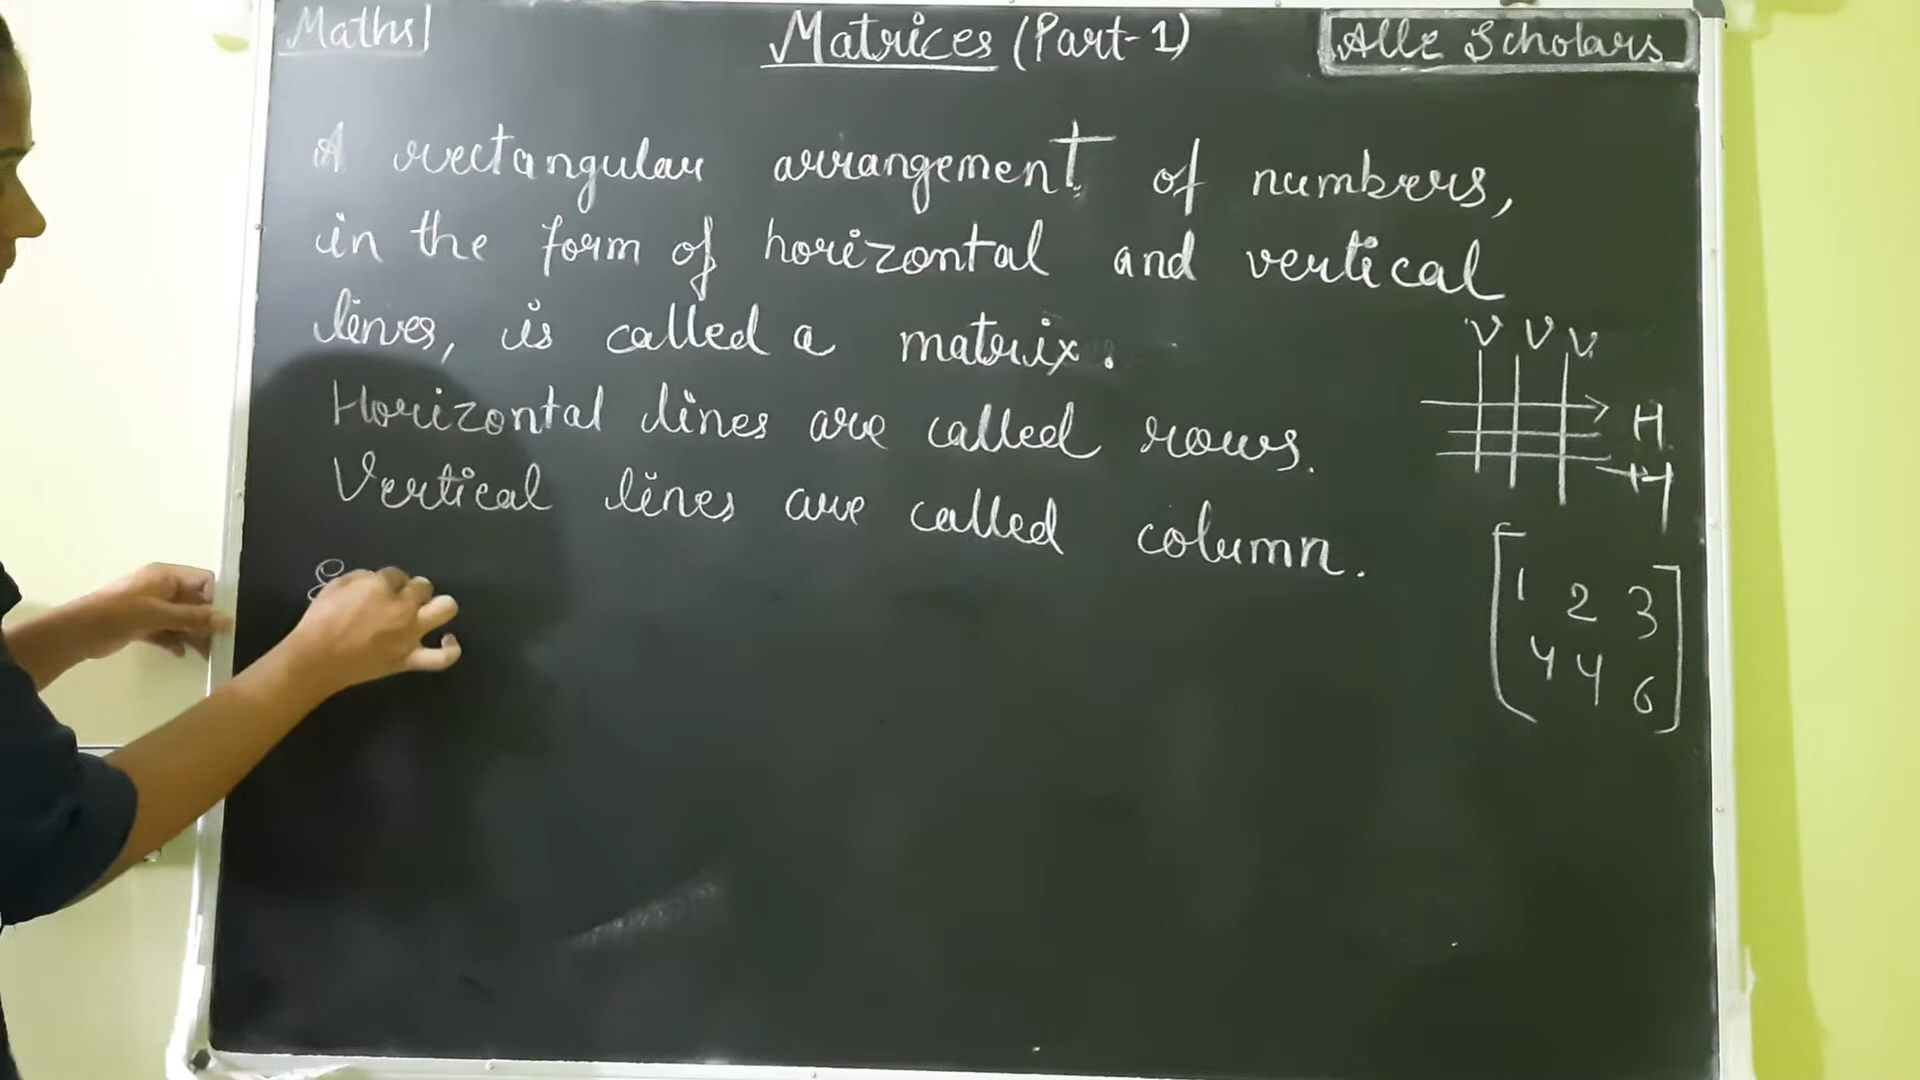 Maths
Matrices (Part-1)
Alle Scholars
A rectangular arrangement of numbers,
in the form of horizontal and vertical
lines, is called a matrix.
Horizontal lines are called rows.
Vertical lines are called column.
V V V
H
H
1 2 3
4 4 6